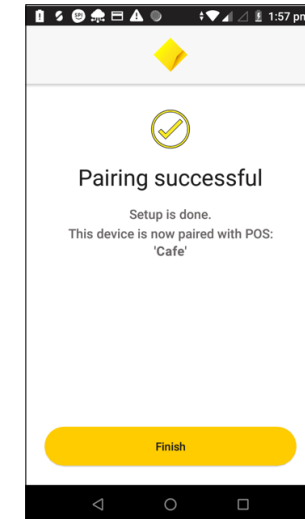 1:57 pm
Pairing successful
Setup is done.
This device is now paired with POS:
'Cafe'
Finish